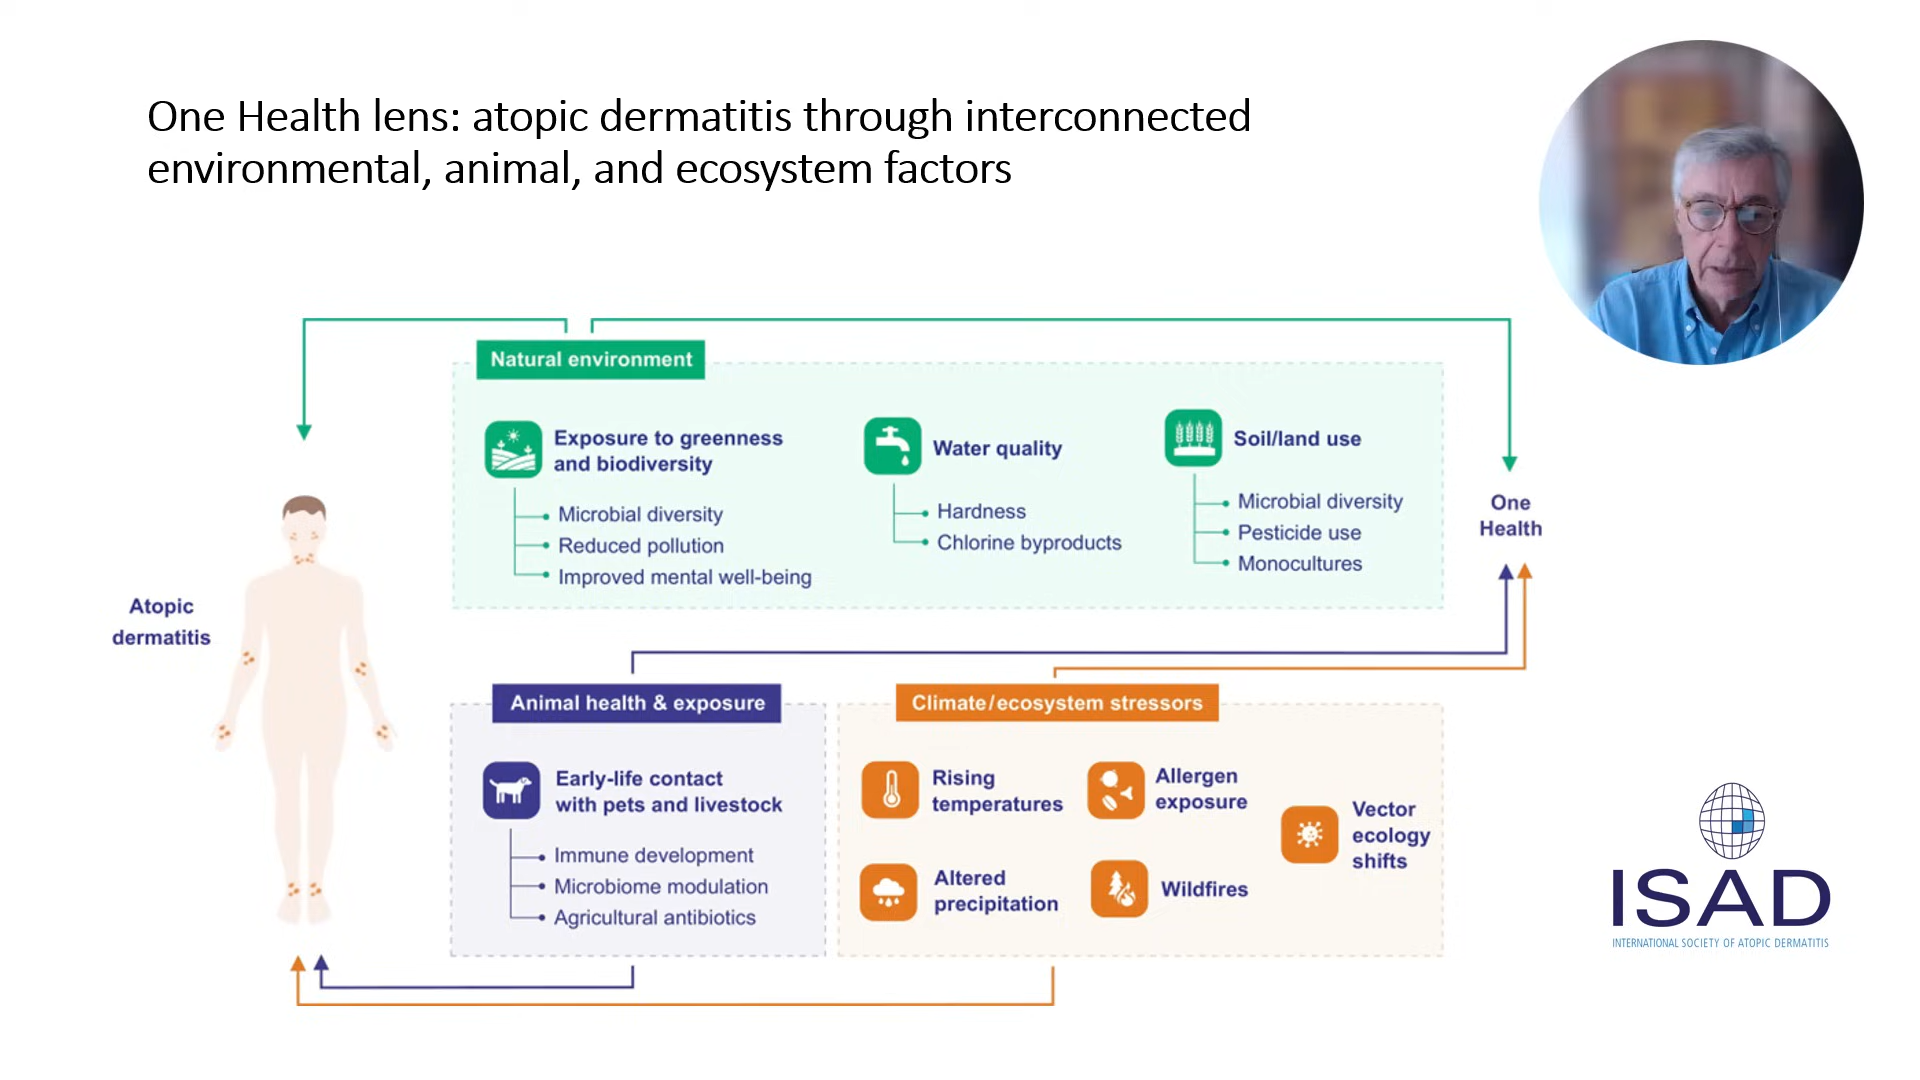 One Health lens: atopic dermatitis through interconnected
environmental, animal, and ecosystem factors
Natural environment
Exposure to greenness
and biodiversity
Microbial diversity
Reduced pollution
Improved mental well-being
Water quality
Hardness
Chlorine byproducts
Soil/land use
Microbial diversity
Pesticide use
Monocultures
One
Health
Atopic
dermatitis
Animal health & exposure
Early-life contact
with pets and livestock
Immune development
Microbiome modulation
Agricultural antibiotics
Climate/ecosystem stressors
Rising
temperatures
Allergen
exposure
Altered
precipitation
Wildfires
Vector
ecology
shifts
ISAD
INTERNATIONAL SOCIETY OF ATOPIC DERMATITIS